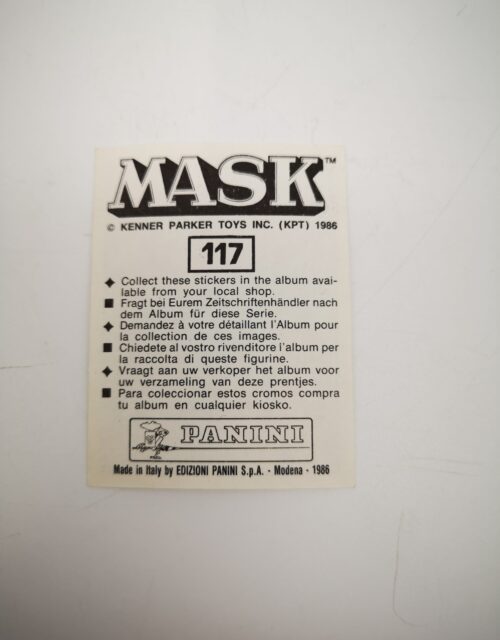 MASK™
© KENNER PARKER TOYS INC. (KPT) 1986
117
Collect these stickers in the album avai-
lable from your local shop.
Fragt bei Eurem Zeitschriftenhändler nach
dem Album für diese Serie.
Demandez à votre détaillant l'Album pour
la collection de ces images.
Chiedete al vostro rivenditore l'album per
la raccolta di queste figurine.
Vraagt aan uw verkoper het album voor
uw verzameling van deze prentjes.
Para coleccionar estos cromos compra
tu album en cualquier kiosko.
PANINI
Made in Italy by EDIZIONI PANINI S.p.A. - Modena - 1986